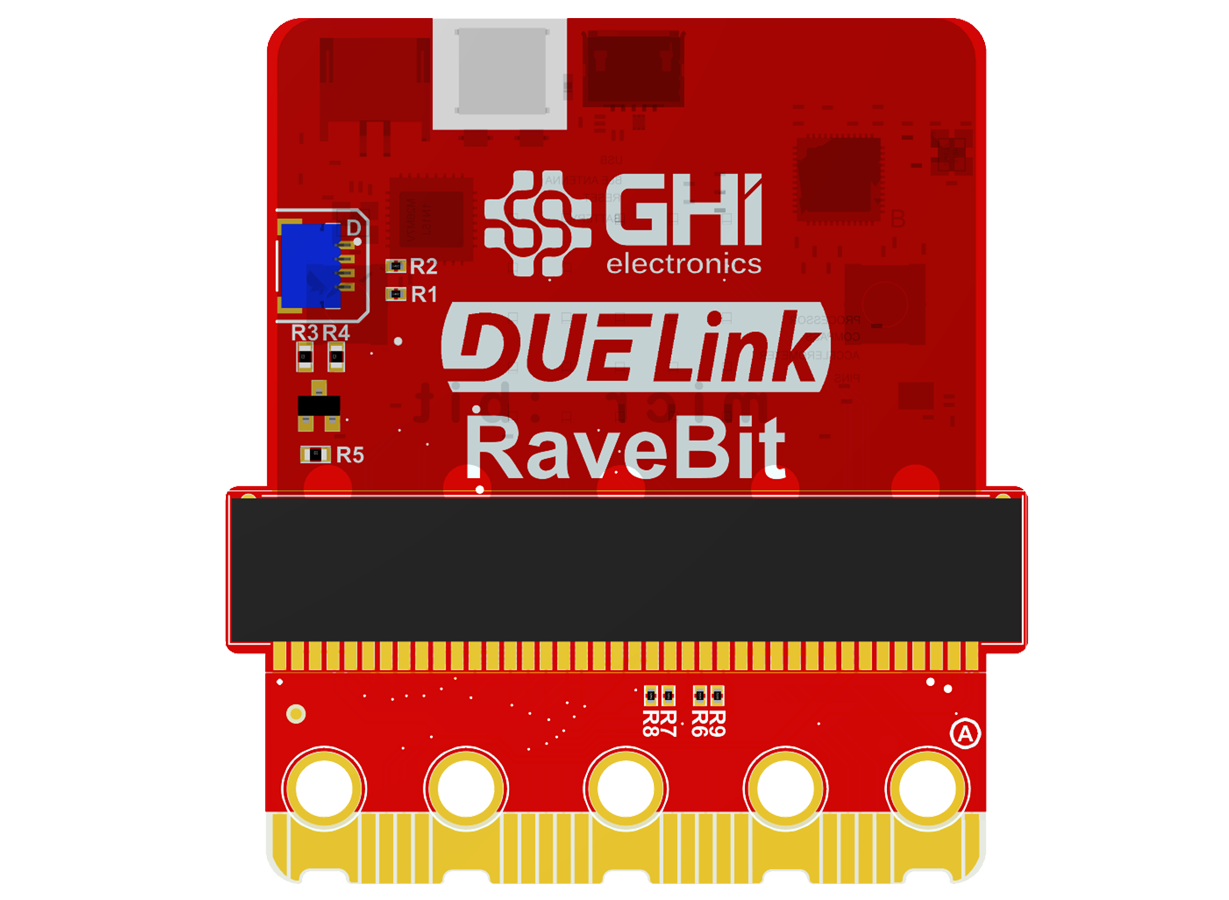 GHI
electronics
D
R2
R1
DUELink
R3 R4
RaveBit
R5
R8 R7 R6 R9
A